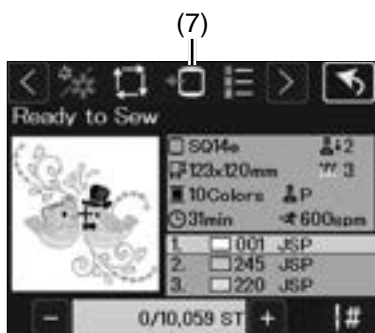 (7)
Ready to Sew
SQ14a 2
123x120mm 3
10Colors P
31min 600spm
1. 001 JSP
2. 245 JSP
3. 220 JSP
- 0/10,059 ST + #